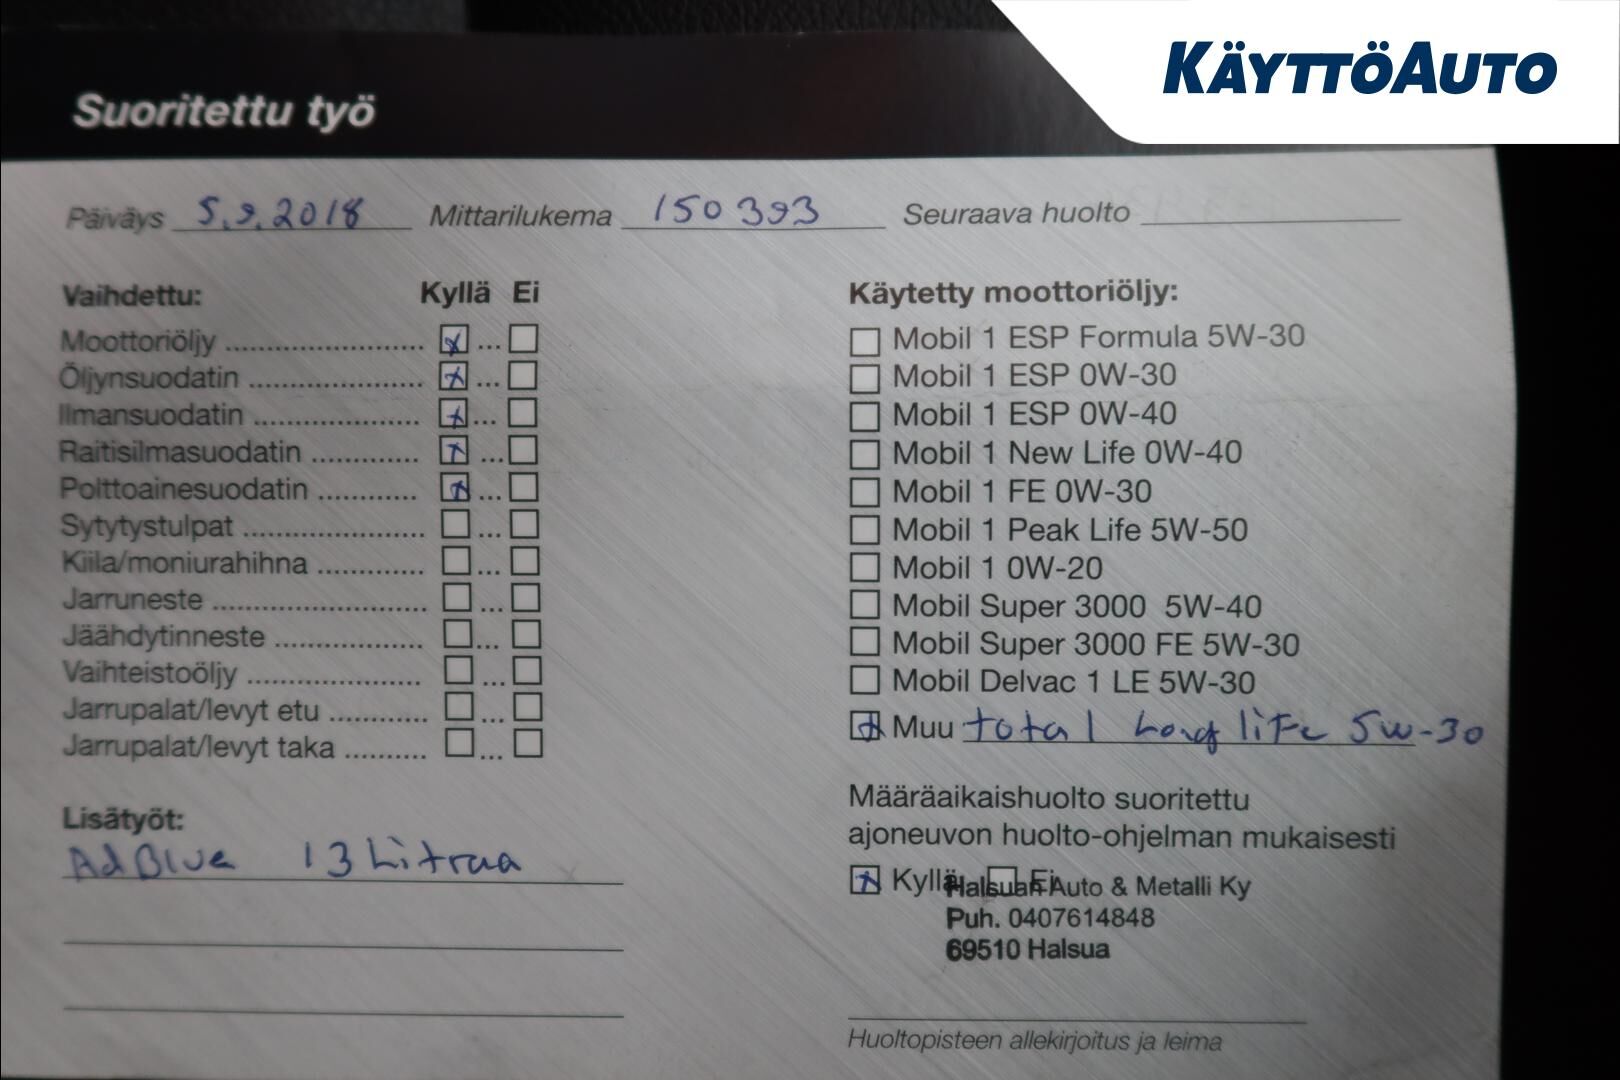 KÄYTTÖAUTO
Suoritettu työ
Päiväys 5.9.2018 Mittarilukema 150393 Seuraava huolto
Vaihdettu: Kyllä Ei
Moottoriöljy
Öljynsuodatin
Ilmansuodatin
Raitisilmasuodatin
Polttoainesuodatin
Sytytystulpat
Kiila/moniurahihna
Jarruneste
Jäähdytinneste
Vaihteistoöljy
Jarrupalat/levyt etu
Jarrupalat/levyt taka
Lisätyöt:
AdBlue 13 Litraa
Käytetty moottoriöljy:
Mobil 1 ESP Formula 5W-30
Mobil 1 ESP 0W-30
Mobil 1 ESP 0W-40
Mobil 1 New Life 0W-40
Mobil 1 FE 0W-30
Mobil 1 Peak Life 5W-50
Mobil 1 0W-20
Mobil Super 3000 5W-40
Mobil Super 3000 FE 5W-30
Mobil Delvac 1 LE 5W-30
Muu total Long life 5w-30
Määräaikaishuolto suoritettu
ajoneuvon huolto-ohjelman mukaisesti
Kyllä Ei
Halsuan Auto & Metalli Ky
Puh. 0407614848
69510 Halsua
Huoltopisteen allekirjoitus ja leima